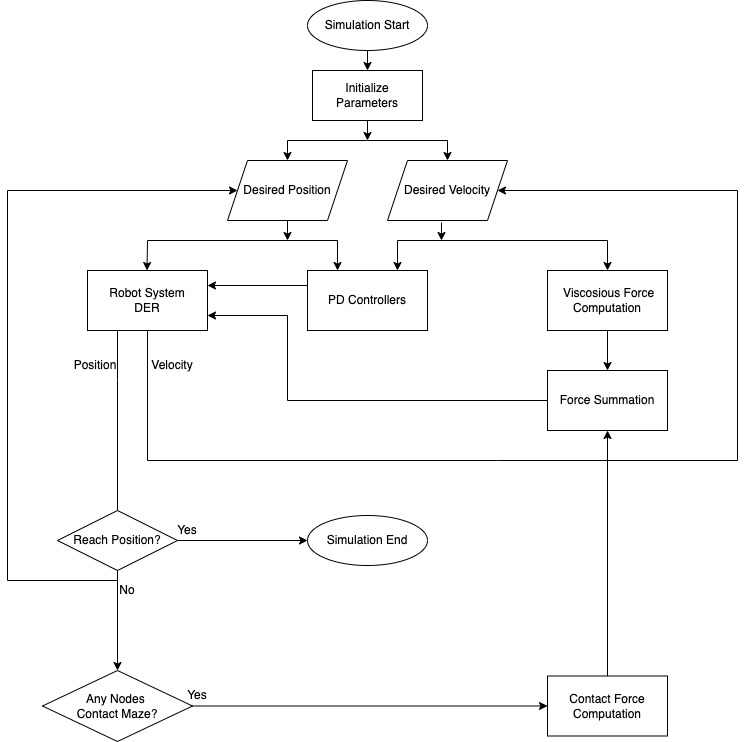 Simulation Start
Initialize
Parameters
Desired Position
Desired Velocity
Robot System
DER
PD Controllers
Viscosious Force
Computation
Position
Velocity
Force Summation
Reach Position?
Yes
Simulation End
No
Any Nodes
Contact Maze?
Yes
Contact Force
Computation